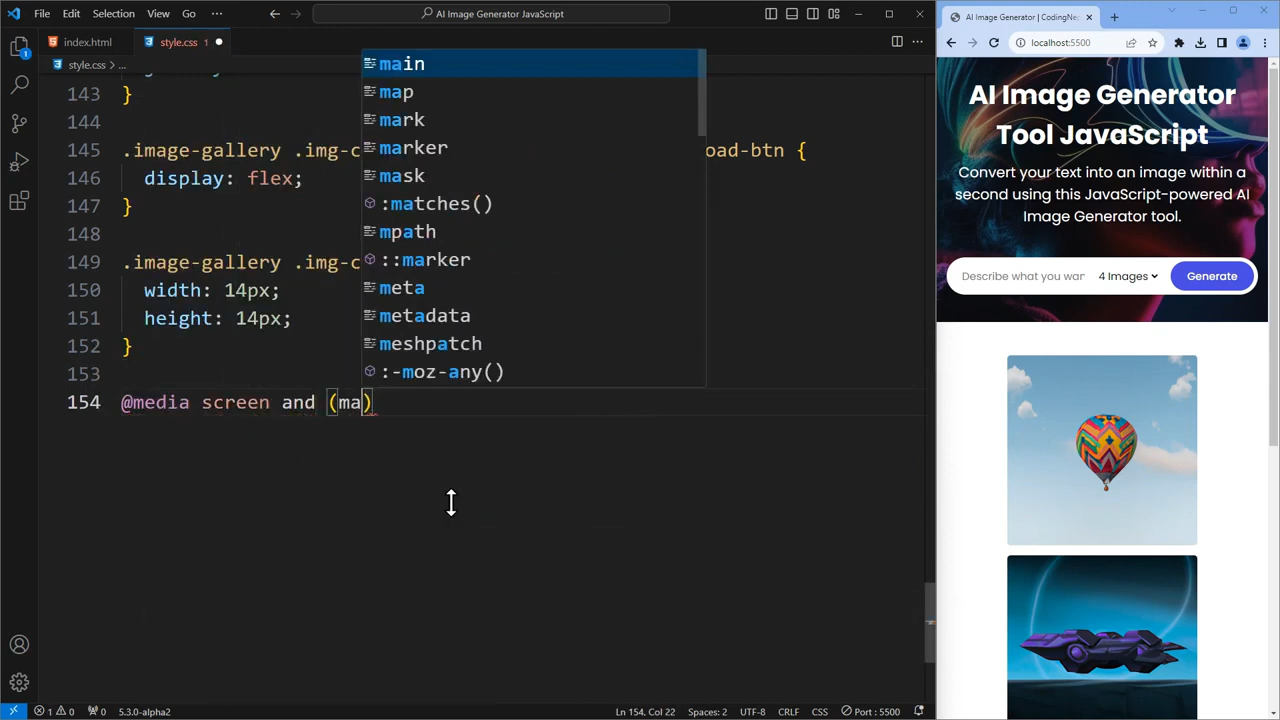 File Edit Selection View Go ··· AI Image Generator JavaScript
index.html style.css 1
style.css > ...
143 }
144
145 .image-gallery .img-c oad-btn {
146 display: flex;
147 }
148
149 .image-gallery .img-c
150 width: 14px;
151 height: 14px;
152 }
153
154 @media screen and (ma)
main
map
mark
marker
mask
:matches()
mpath
::marker
meta
metadata
meshpatch
:-moz-any()
1 0 0 5.3.0-alpha2 Ln 154, Col 22 Spaces: 2 UTF-8 CRLF CSS Port : 5500
AI Image Generator | CodingNe
localhost:5500
AI Image Generator
Tool JavaScript
Convert your text into an image within a
second using this JavaScript-powered AI
Image Generator tool.
Describe what you wan 4 Images Generate